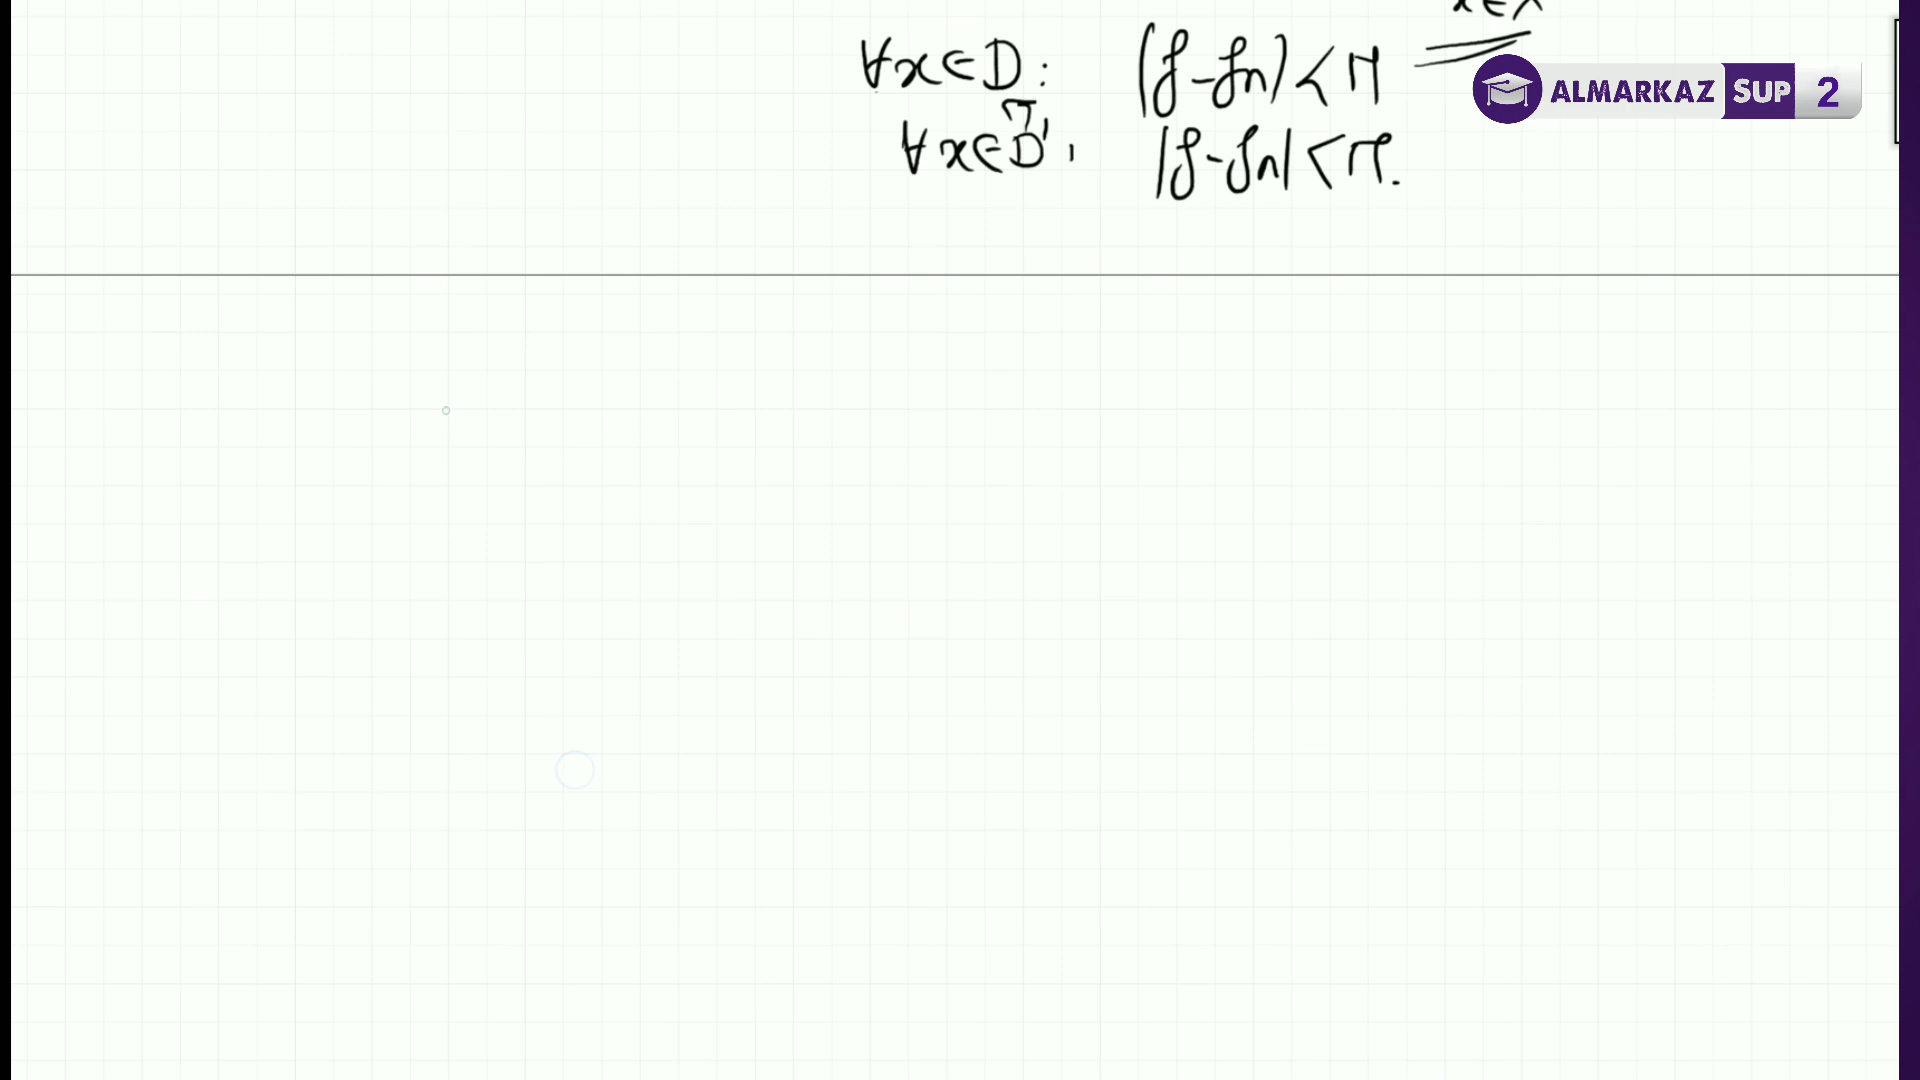 x ∈ X
∀x∈D: |f-fn|<M
∀x∈D': |f-fn|<M.
ALMARKAZ SUP 2